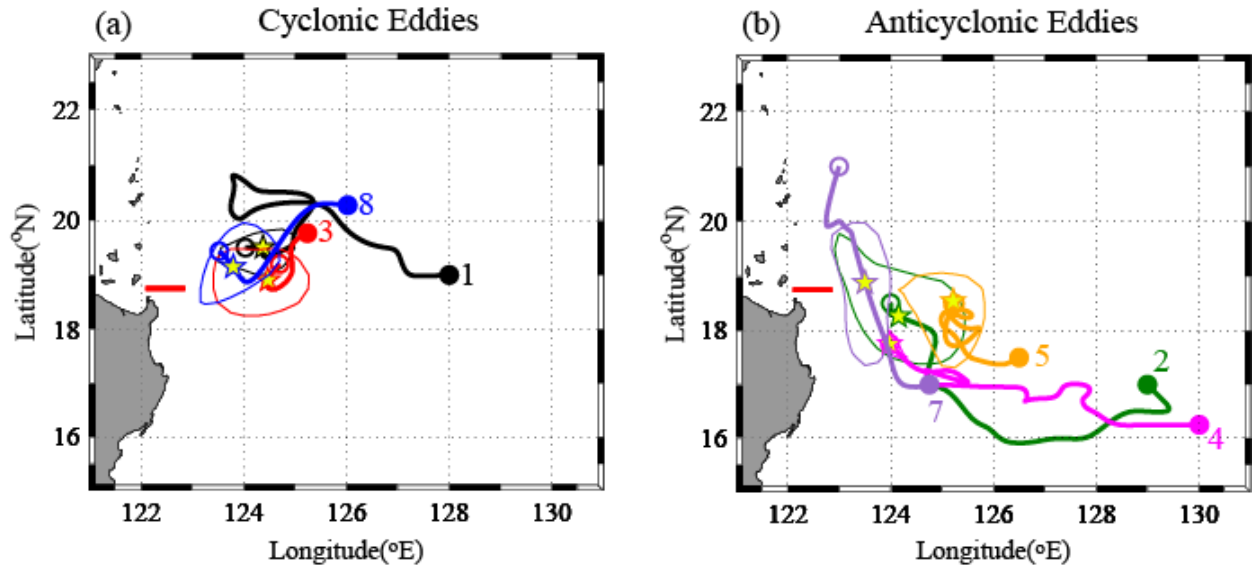 (a) Cyclonic Eddies
22
20
18
16
122 124 126 128 130
Latitude(°N)
Longitude(°E)
8
3
1
(b) Anticyclonic Eddies
22
20
18
16
122 124 126 128 130
Latitude(°N)
Longitude(°E)
5
2
7
4